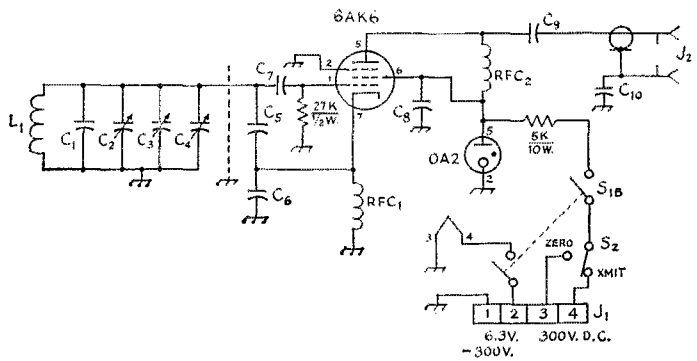 6AK6
C9
5
J2
2
C7
1
6
RFC2
C10
L1
C1
C2
C3
C4
C5
27K
1/2W.
7
C8
5
0A2
2
5K
10W.
C6
RFC1
S1B
3
4
ZERO
S2
XMIT
1 2 3 4 J1
6.3V. 300V. D.C.
-300V.